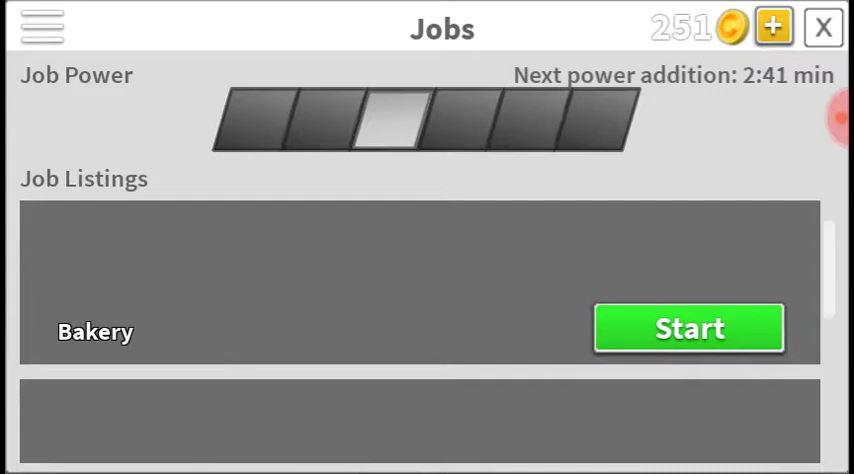 Jobs
251
X
Job Power
Next power addition: 2:41 min
Job Listings
Bakery
Start